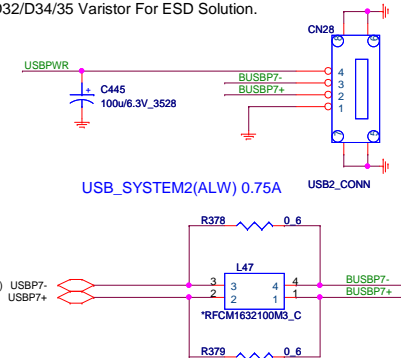 D32/D34/35 Varistor For ESD Solution.
CN28
USBPWR
C445
100u/6.3V_3528
+
BUSBP7-
BUSBP7+
4
3
2
1
USB_SYSTEM2(ALW) 0.75A
USB2_CONN
R378 0_6
L47
USBP7- 3 3 4 4 BUSBP7-
USBP7+ 2 2 1 1 BUSBP7+
*RFCM1632100M3_C
R379 0_6